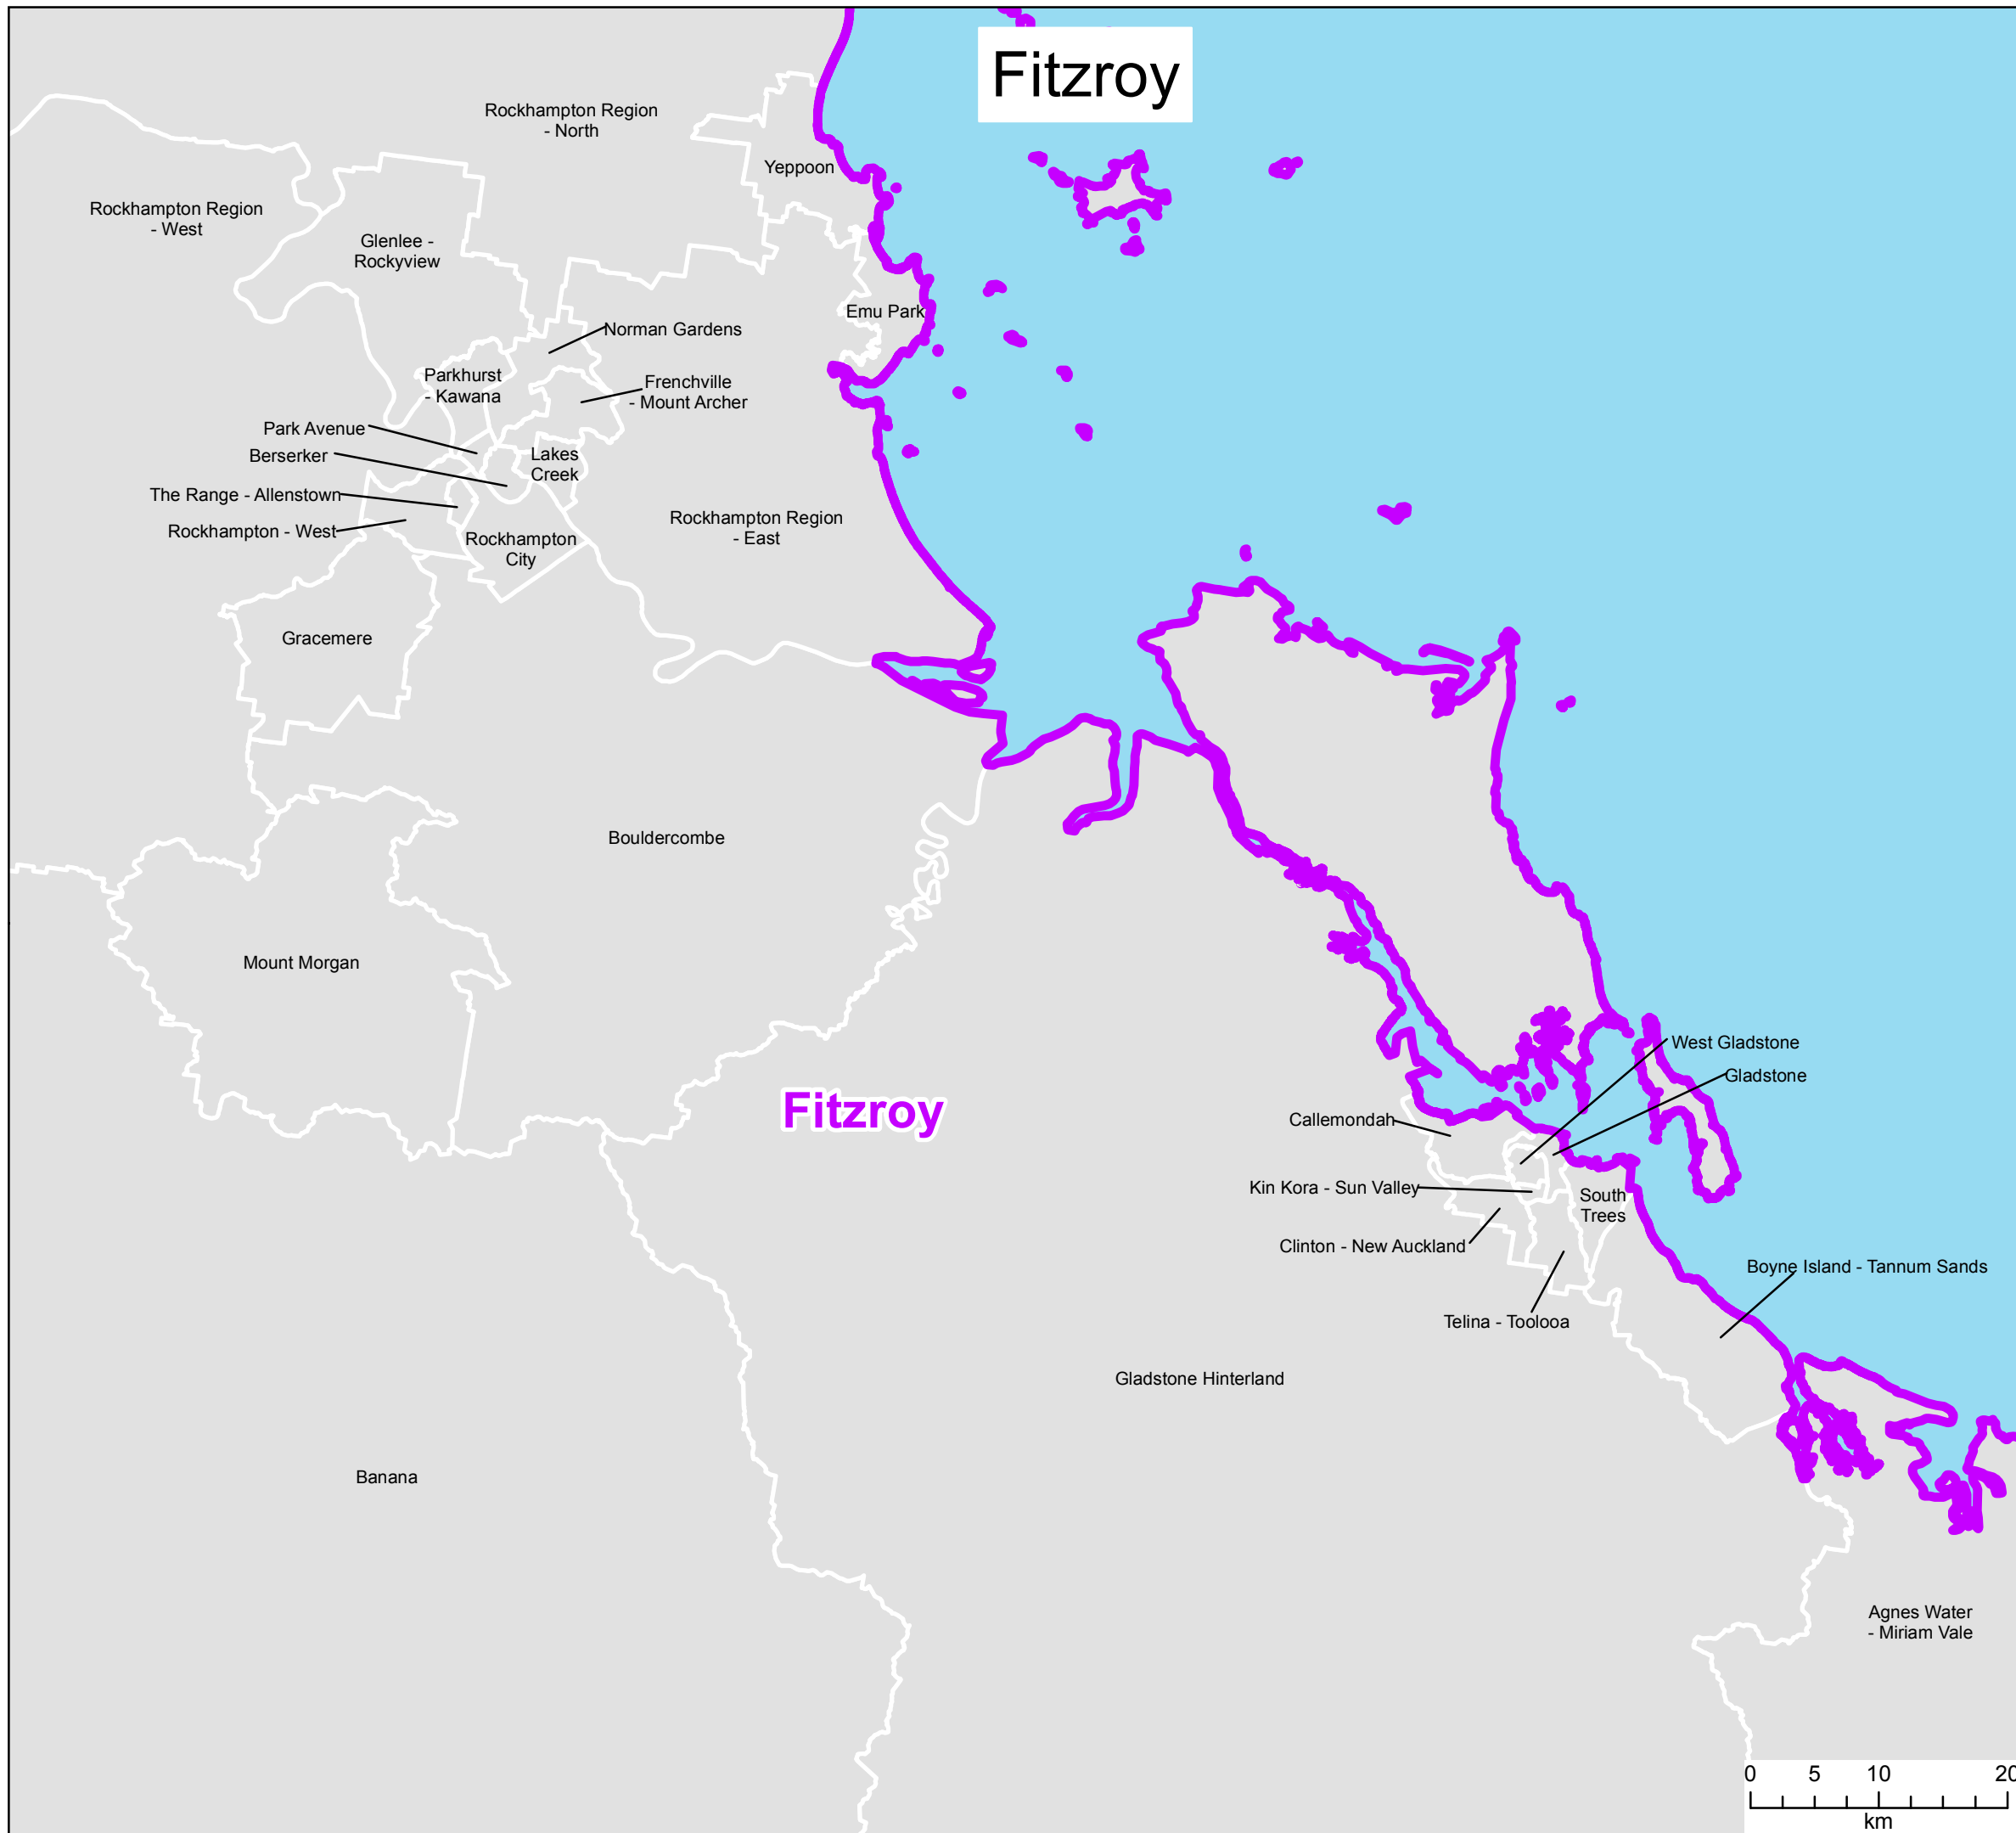 Fitzroy
Rockhampton Region
- North
Yeppoon
Rockhampton Region
- West
Glenlee -
Rockyview
Emu Park
Norman Gardens
Parkhurst
- Kawana
Frenchville
- Mount Archer
Park Avenue
Berserker
Lakes
Creek
The Range - Allenstown
Rockhampton - West
Rockhampton
City
Rockhampton Region
- East
Gracemere
Bouldercombe
Mount Morgan
West Gladstone
Gladstone
Fitzroy
Callemondah
Kin Kora - Sun Valley
South
Trees
Clinton - New Auckland
Boyne Island - Tannum Sands
Telina - Toolooa
Gladstone Hinterland
Banana
Agnes Water
- Miriam Vale
0 5 10 20
km